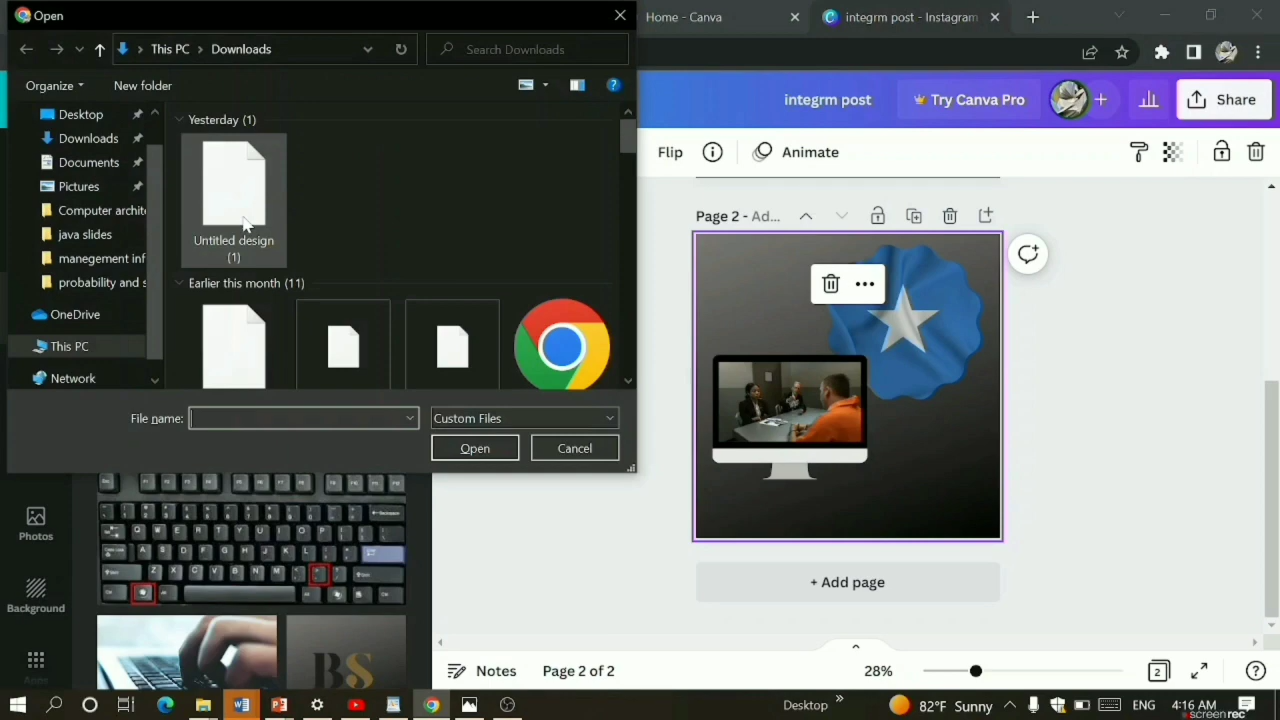 Open
Home - Canva
integrm post - Instagram
This PC
Downloads
Search Downloads
Organize
New folder
integrm post
Try Canva Pro
Share
Desktop
Downloads
Documents
Pictures
Computer archit
java slides
manegement inf
probability and s
OneDrive
This PC
Network
Yesterday (1)
Untitled design
(1)
Earlier this month (11)
File name:
Custom Files
Open
Cancel
Flip
Animate
Page 2 - Ad...
+ Add page
Photos
Background
Apps
BS
Notes
Page 2 of 2
28%
2
Desktop
82°F Sunny
ENG
4:16 AM
screenrec